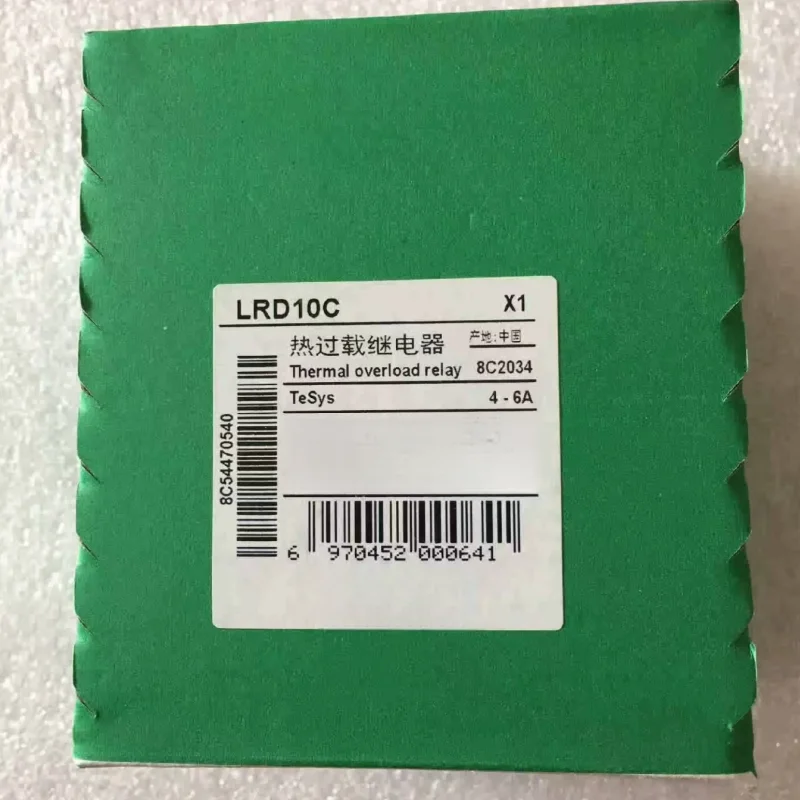 LRD10C X1
热过载继电器 产地:中国
Thermal overload relay 8C2034
TeSys 4 - 6A
8C54470540
6 970452 000641